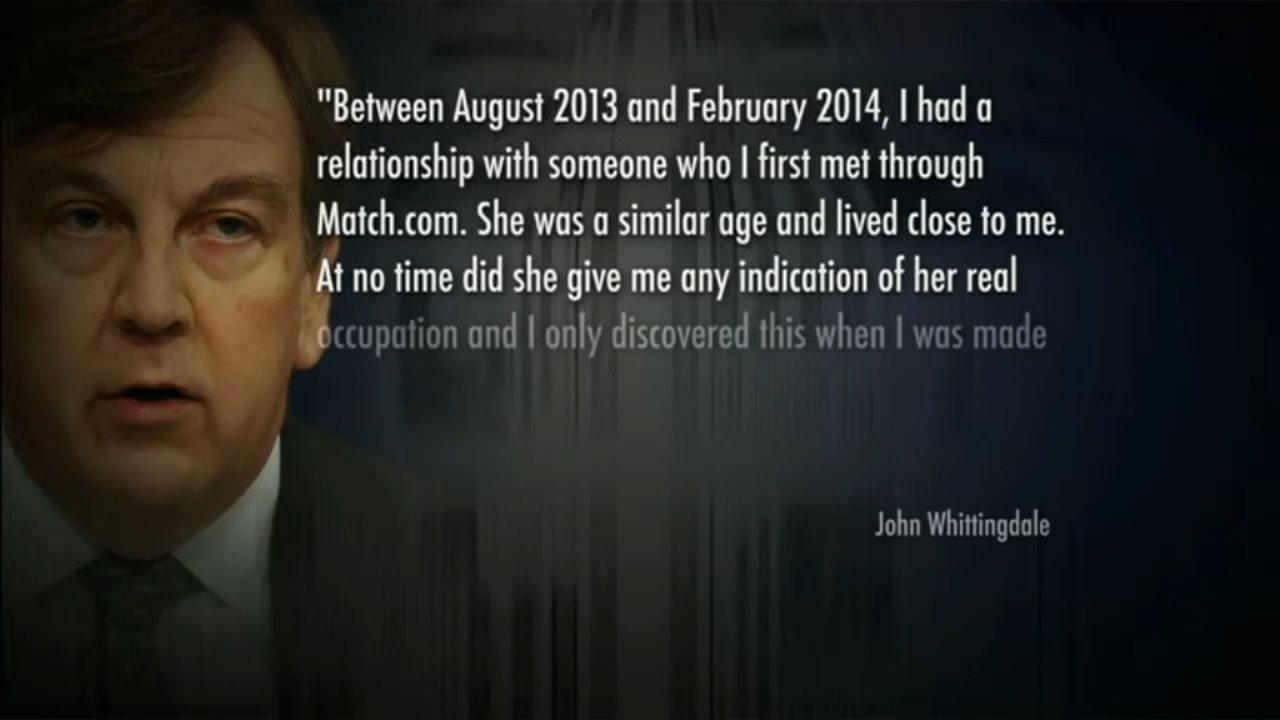 "Between August 2013 and February 2014, I had a
relationship with someone who I first met through
Match.com. She was a similar age and lived close to me.
At no time did she give me any indication of her real
occupation and I only discovered this when I was made
John Whittingdale